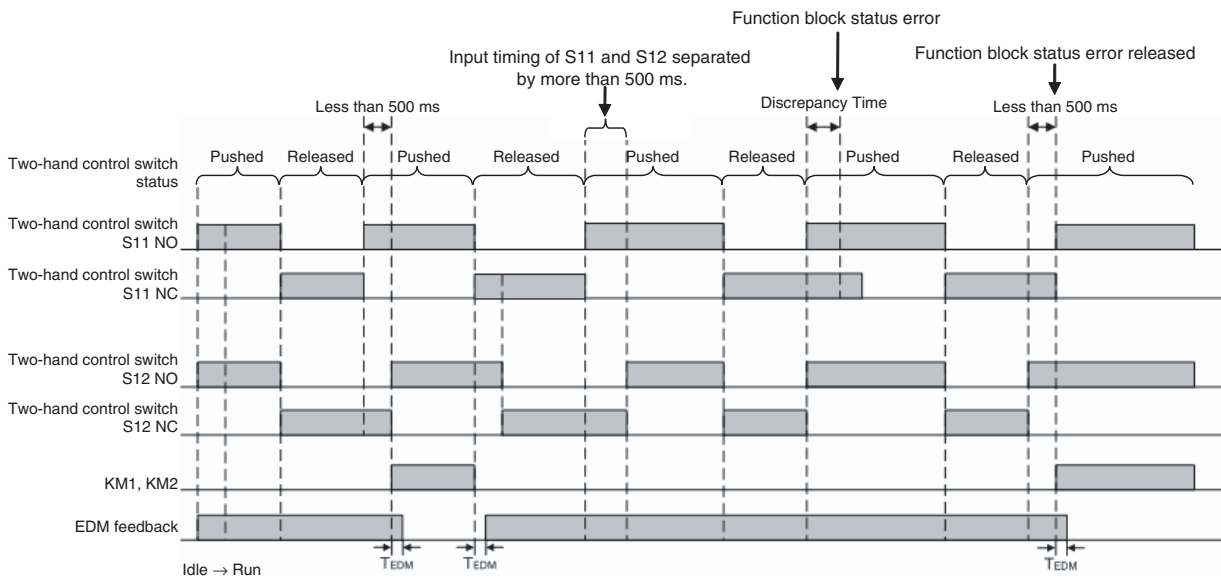 Function block status error
Input timing of S11 and S12 separated
by more than 500 ms.
Function block status error released
Less than 500 ms
Discrepancy Time
Less than 500 ms
Two-hand control switch
status
Pushed
Released
Pushed
Released
Pushed
Released
Pushed
Released
Pushed
Two-hand control switch
S11 NO
Two-hand control switch
S11 NC
Two-hand control switch
S12 NO
Two-hand control switch
S12 NC
KM1, KM2
EDM feedback
TEDM
TEDM
TEDM
Idle → Run